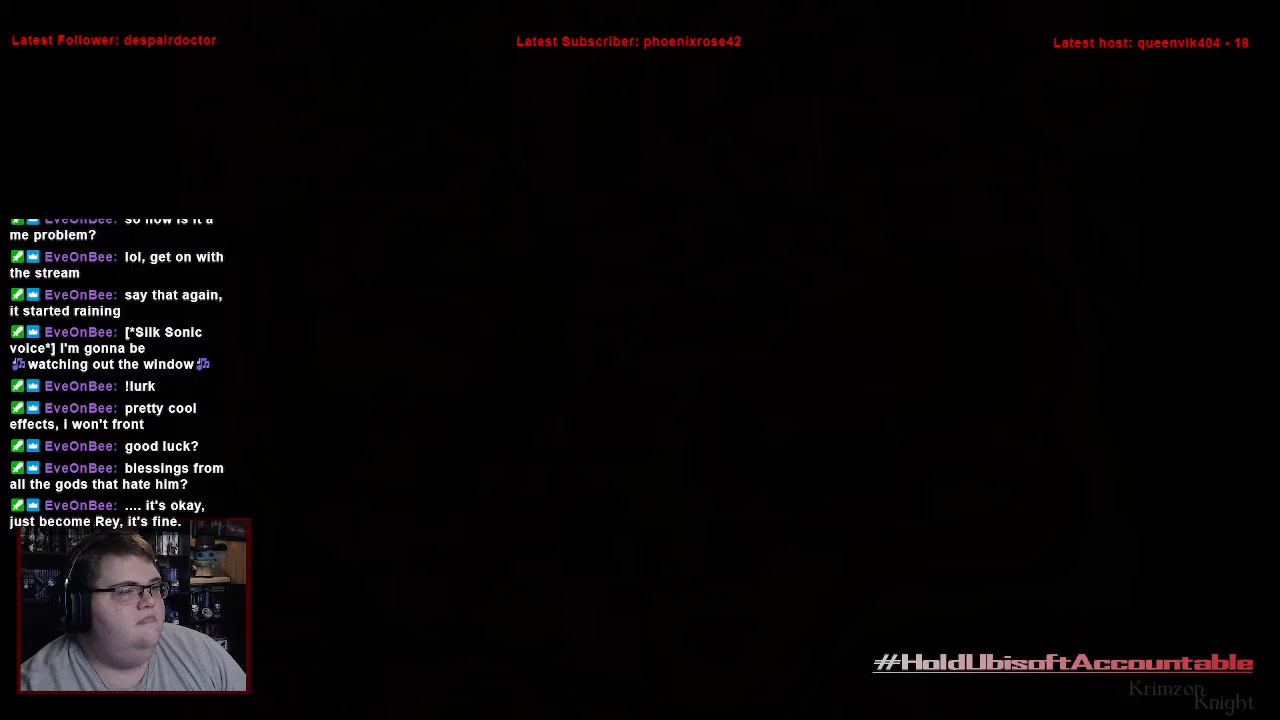 Latest Follower: despairdoctor
Latest Subscriber: phoenixrose42
Latest host: queenvik404 - 18
EveOnBee: so how is it a
me problem?
EveOnBee: lol, get on with
the stream
EveOnBee: say that again,
it started raining
EveOnBee: [*Silk Sonic
voice*] I'm gonna be
🎶watching out the window🎶
EveOnBee: !lurk
EveOnBee: pretty cool
effects, I won't front
EveOnBee: good luck?
EveOnBee: blessings from
all the gods that hate him?
EveOnBee: .... it's okay,
just become Rey, it's fine.
#HoldUbisoftAccountable
Krimzon
Knight